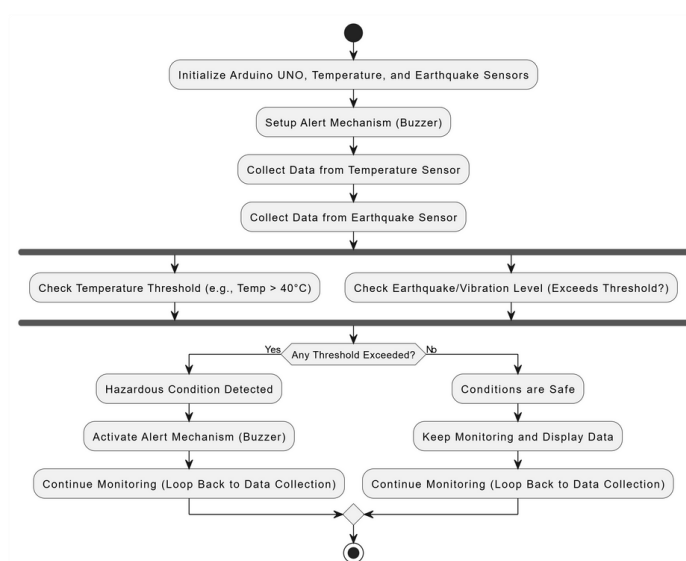 Initialize Arduino UNO, Temperature, and Earthquake Sensors
Setup Alert Mechanism (Buzzer)
Collect Data from Temperature Sensor
Collect Data from Earthquake Sensor
Check Temperature Threshold (e.g., Temp > 40°C)
Check Earthquake/Vibration Level (Exceeds Threshold?)
Yes
Any Threshold Exceeded?
No
Hazardous Condition Detected
Conditions are Safe
Activate Alert Mechanism (Buzzer)
Keep Monitoring and Display Data
Continue Monitoring (Loop Back to Data Collection)
Continue Monitoring (Loop Back to Data Collection)